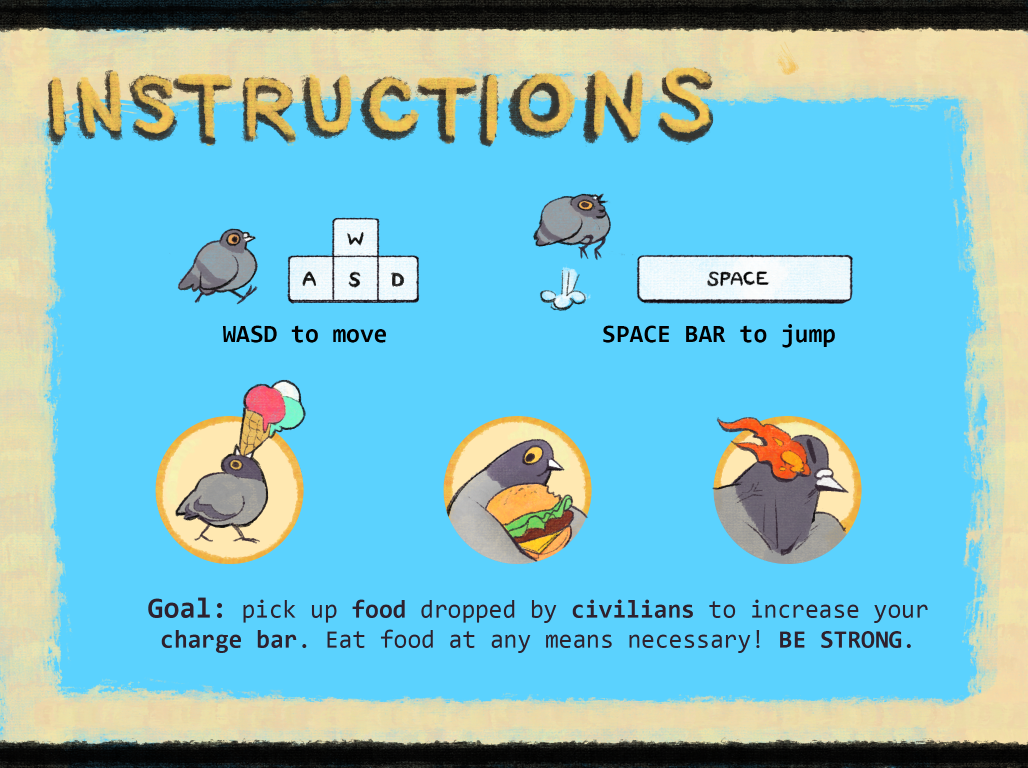 INSTRUCTIONS
W
A S D
SPACE
WASD to move
SPACE BAR to jump
Goal: pick up food dropped by civilians to increase your
charge bar. Eat food at any means necessary! BE STRONG.